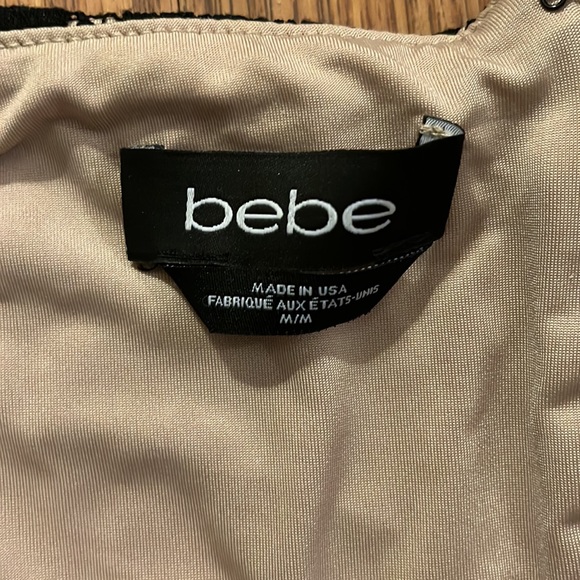 bebe
MADE IN USA
FABRIQUÉ AUX ÉTATS-UNIS
M/M